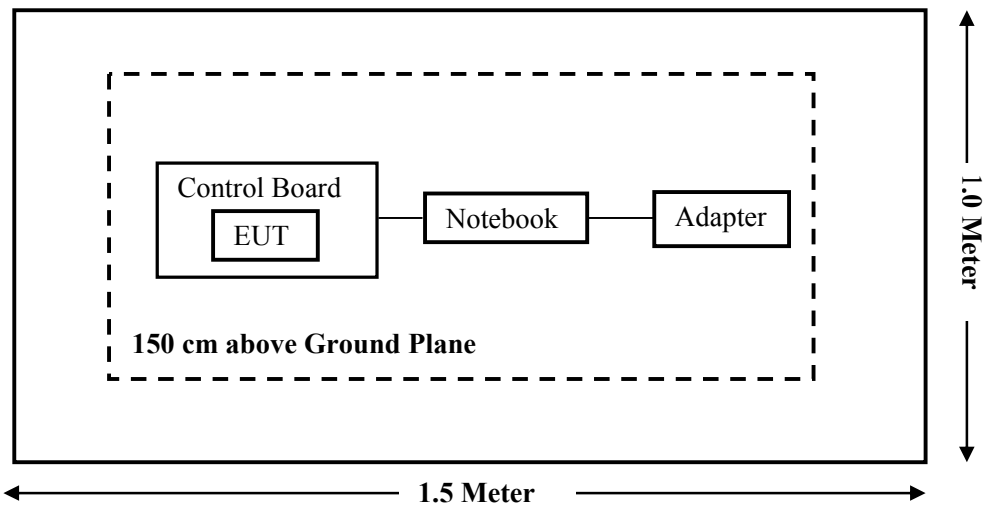 Control Board
EUT
Notebook
Adapter
150 cm above Ground Plane
1.0 Meter
1.5 Meter